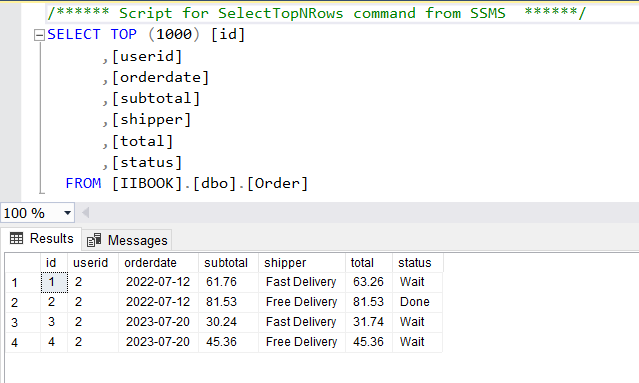 /****** Script for SelectTopNRows command from SSMS  ******/
SELECT TOP (1000) [id]
,[userid]
,[orderdate]
,[subtotal]
,[shipper]
,[total]
,[status]
FROM [IIBOOK].[dbo].[Order]
100 %
Results Messages
id userid orderdate subtotal shipper total status
1 1 2 2022-07-12 61.76 Fast Delivery 63.26 Wait
2 2 2 2022-07-12 81.53 Free Delivery 81.53 Done
3 3 2 2023-07-20 30.24 Fast Delivery 31.74 Wait
4 4 2 2023-07-20 45.36 Free Delivery 45.36 Wait